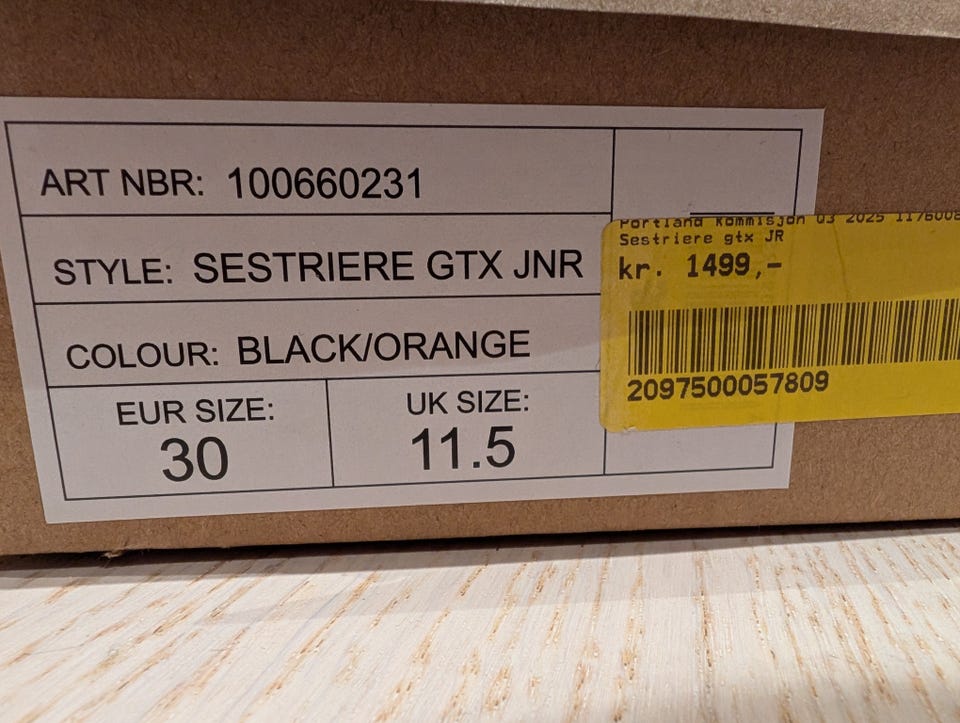 ART NBR: 100660231
STYLE: SESTRIERE GTX JNR
COLOUR: BLACK/ORANGE
EUR SIZE:
30
UK SIZE:
11.5
Portland Kommisjon Q3 2025 1176008
Sestriere gtx JR
kr. 1499,-
2097500057809